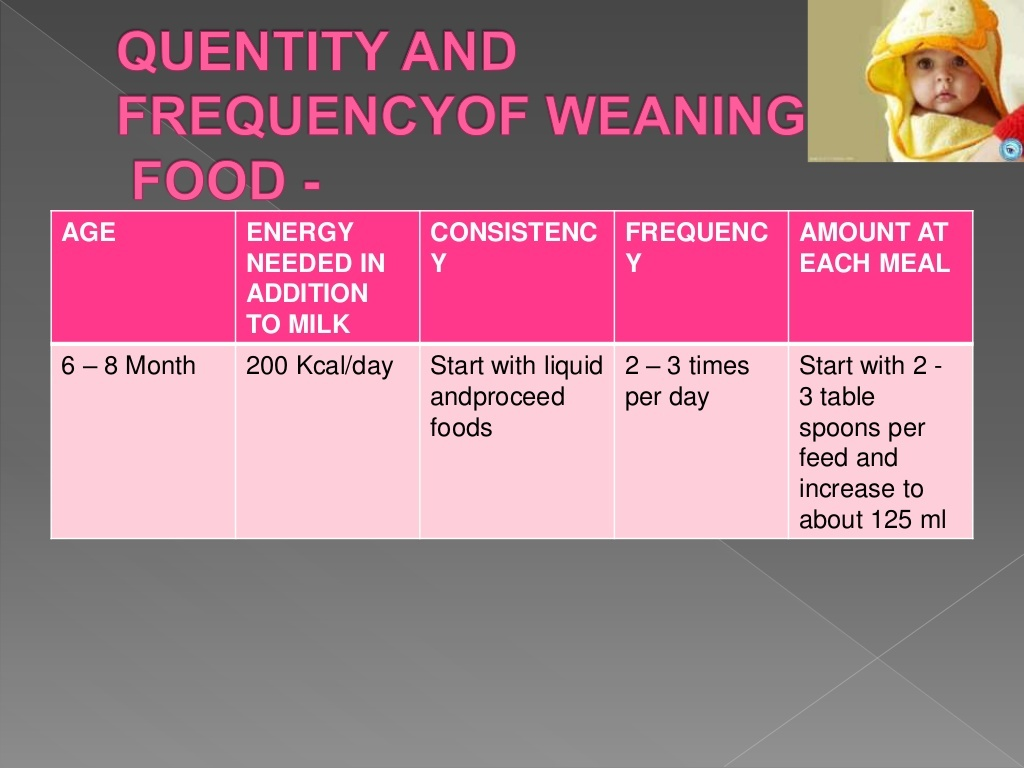 QUENTITY AND
FREQUENCYOF WEANING
FOOD -
AGE
ENERGY
NEEDED IN
ADDITION
TO MILK
CONSISTENC
Y
FREQUENC
Y
AMOUNT AT
EACH MEAL
6 – 8 Month
200 Kcal/day
Start with liquid
andproceed
foods
2 – 3 times
per day
Start with 2 -
3 table
spoons per
feed and
increase to
about 125 ml